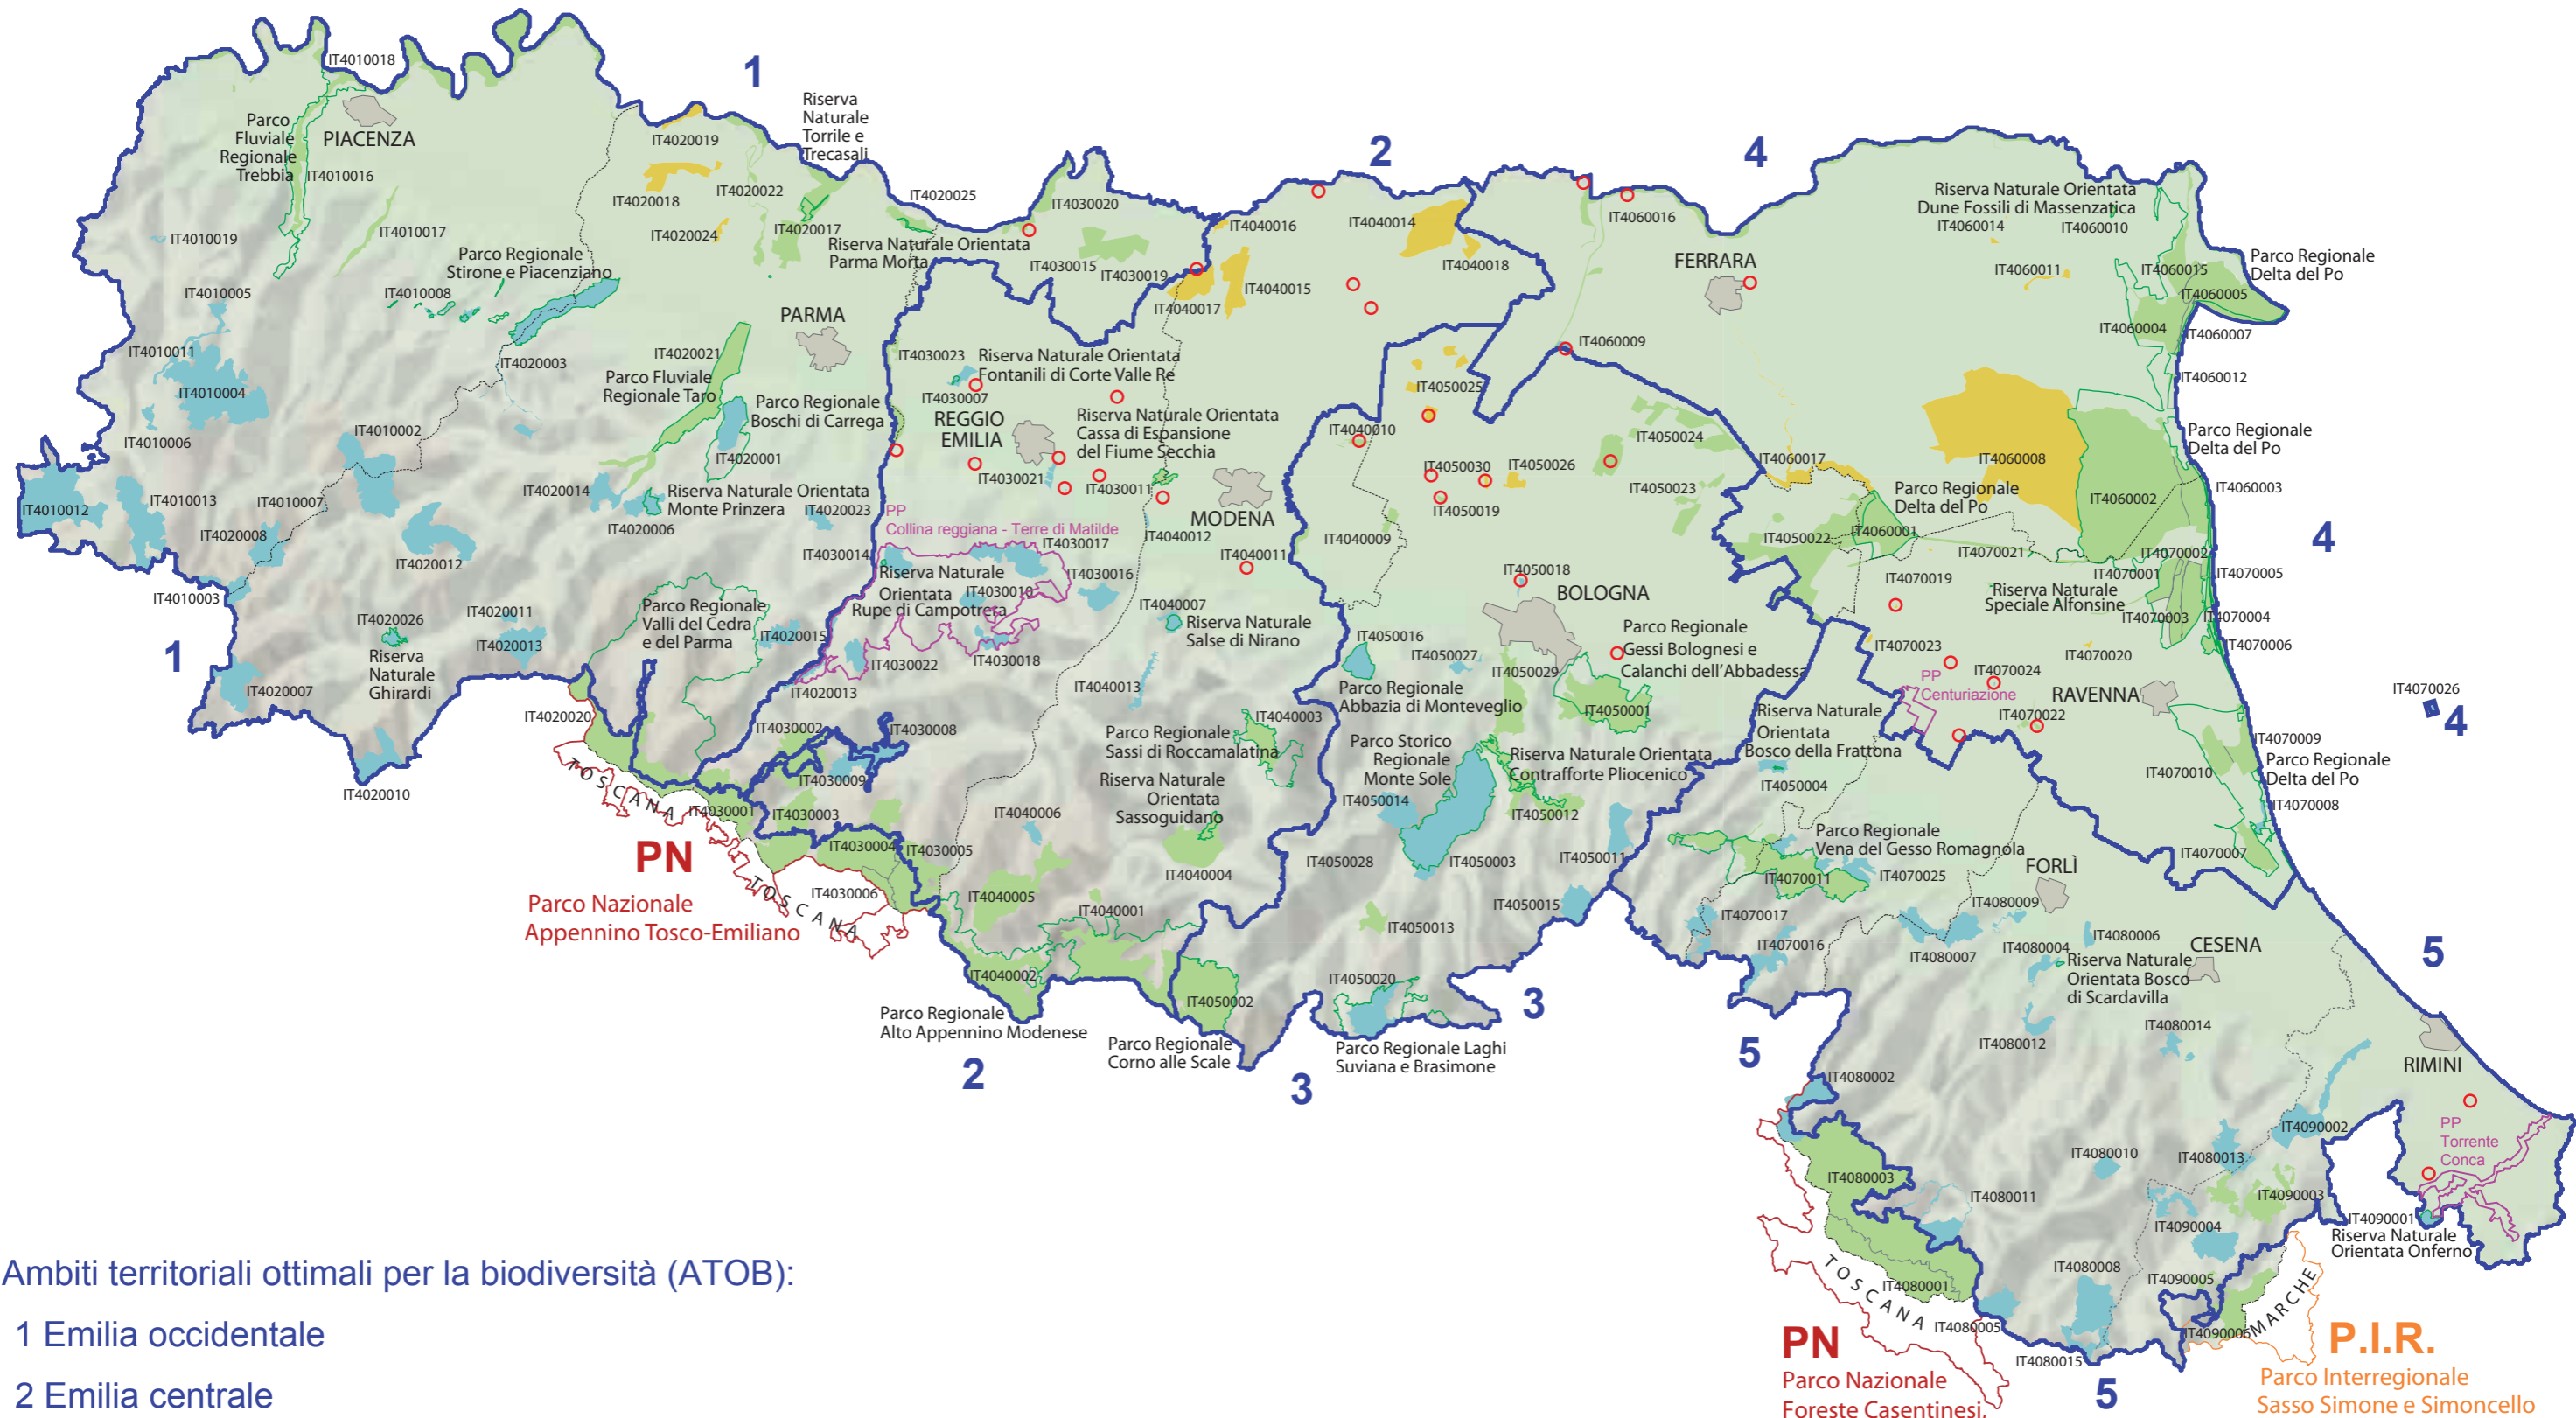 IT4010018
1
Parco
Fluviale
Regionale
Trebbia
PIACENZA
IT4010016
IT4010019
IT4010017
IT4010005
IT4010008
Parco Regionale
Stirone e Piacenziano
IT4010011
IT4010004
IT4010006
IT4010002
IT4010012
IT4010013
IT4010007
IT4020008
IT4010003
1
IT4020019
Riserva
Naturale
Torrile e
Trecasali
IT4020018
IT4020022
IT4020024
IT4020017
IT4020025
Riserva Naturale Orientata
Parma Morta
IT4020003
PARMA
IT4020021
Parco Fluviale
Regionale Taro
Parco Regionale
Boschi di Carrega
IT4020001
IT4020014
Riserva Naturale Orientata
Monte Prinzera
IT4020023
IT4020006
IT4020012
IT4020026
Riserva
Naturale
Ghirardi
IT4020011
IT4020013
Parco Regionale
Valli del Cedra
e del Parma
IT4020015
IT4020007
IT4020010
IT4020020
IT4020013
TOSCANA
PN
Parco Nazionale
Appennino Tosco-Emiliano
TOSCANA
IT4030020
IT4030015
IT4030019
IT4030023
Riserva Naturale Orientata
Fontanili di Corte Valle Re
IT4030007
REGGIO
EMILIA
Riserva Naturale Orientata
Cassa di Espansione
del Fiume Secchia
IT4030021
IT4030011
PP
Collina reggiana - Terre di Matilde
IT4030017
IT4030014
Riserva Naturale
Orientata
Rupe di Campotrera
IT4030010
IT4030016
IT4030022
IT4030018
IT4030002
IT4030008
IT4030009
IT4030001
IT4030003
IT4030004
IT4030005
IT4030006
2
IT4040016
IT4040014
IT4040018
IT4040015
IT4040017
MODENA
IT4040012
IT4040011
IT4040010
IT4040009
IT4040007
Riserva Naturale
Salse di Nirano
IT4040013
IT4040003
Parco Regionale
Sassi di Roccamalatina
Riserva Naturale
Orientata
Sassoguidano
IT4040006
IT4040004
IT4040005
IT4040001
IT4040002
Parco Regionale
Alto Appennino Modenese
2
IT4050025
IT4050024
IT4050030
IT4050026
IT4050019
IT4050023
IT4050018
BOLOGNA
IT4050022
IT4050016
IT4050027
IT4050029
Parco Regionale
Gessi Bolognesi e
Calanchi dell'Abbadessa
Parco Regionale
Abbazia di Monteveglio
IT4050001
Parco Storico
Regionale
Monte Sole
Riserva Naturale Orientata
Contrafforte Pliocenico
Riserva Naturale
Orientata
Bosco della Frattona
IT4050004
IT4050014
IT4050012
IT4050028
IT4050003
IT4050011
IT4050015
IT4050013
IT4050020
IT4050002
Parco Regionale
Corno alle Scale
Parco Regionale Laghi
Suviana e Brasimone
3
3
4
IT4060016
FERRARA
IT4060009
Riserva Naturale Orientata
Dune Fossili di Massenzatica
IT4060014
IT4060010
IT4060011
IT4060015
Parco Regionale
Delta del Po
IT4060005
IT4060004
IT4060007
IT4060012
IT4060017
IT4060008
Parco Regionale
Delta del Po
IT4060003
IT4060002
Parco Regionale
Delta del Po
IT4060001
4
IT4070021
IT4070002
IT4070019
IT4070001
IT4070005
Riserva Naturale
Speciale Alfonsine
IT4070003
IT4070004
IT4070006
IT4070023
IT4070020
IT4070024
PP
Centuriazione
RAVENNA
IT4070022
IT4070026
4
IT4070009
Parco Regionale
Delta del Po
IT4070010
IT4070008
IT4070007
Parco Regionale
Vena del Gesso Romagnola
IT4070011
IT4070025
IT4070017
IT4070016
5
FORLÌ
IT4080009
IT4080007
IT4080004
IT4080006
CESENA
Riserva Naturale
Orientata Bosco
di Scardavilla
IT4080014
IT4080012
5
RIMINI
IT4080002
IT4080003
IT4080010
IT4080013
IT4080011
IT4080001
IT4080008
IT4080005
IT4080015
IT4090002
IT4090003
IT4090004
IT4090005
IT4090006
IT4090001
Riserva Naturale
Orientata Onferno
PP
Torrente
Conca
TOSCANA
MARCHE
5
PN
Parco Nazionale
Foreste Casentinesi,
P.I.R.
Parco Interregionale
Sasso Simone e Simoncello
Ambiti territoriali ottimali per la biodiversità (ATOB):
1 Emilia occidentale
2 Emilia centrale